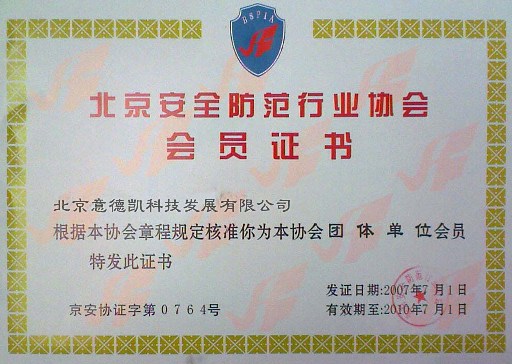 BSPIA
北京安全防范行业协会
会员证书
北京意德凯科技发展有限公司
根据本协会章程规定核准你为本协会团体单位会员
特发此证书
发证日期:2007年7月1日
京安协证字第0764号
有效期至:2010年7月1日